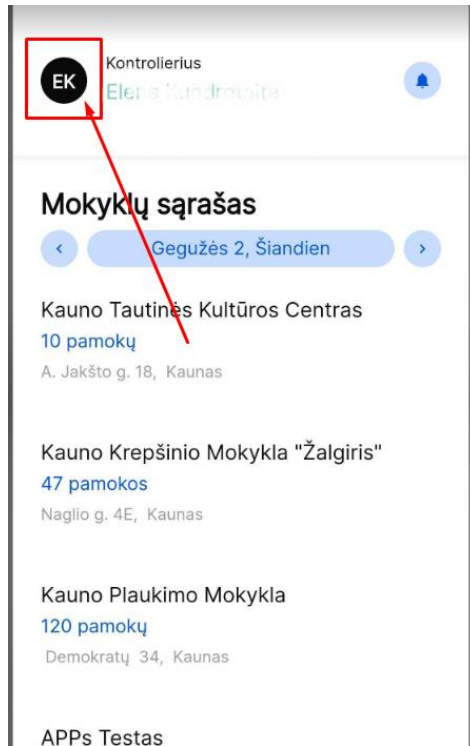 EK
Kontrolierius
Mokyklų sąrašas
Gegužės 2, Šiandien
Kauno Tautinės Kultūros Centras
10 pamokų
A. Jakšto g. 18, Kaunas
Kauno Krepšinio Mokykla "Žalgiris"
47 pamokos
Naglio g. 4E, Kaunas
Kauno Plaukimo Mokykla
120 pamokų
Demokratų 34, Kaunas
APPs Testas